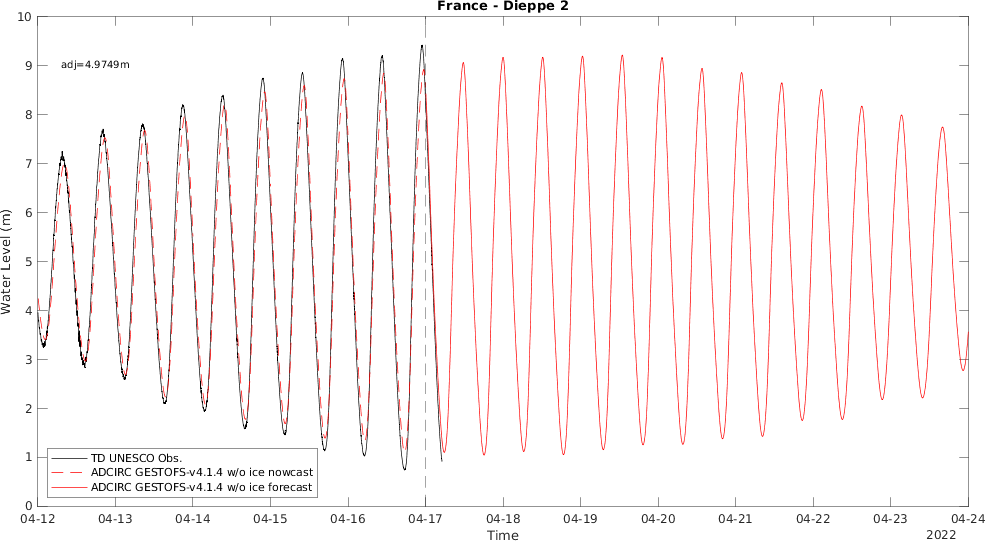 France - Dieppe 2
adj=4.9749m
10
9
8
7
6
5
4
3
2
1
0
Water Level (m)
TD UNESCO Obs.
ADCIRC GESTOFS-v4.1.4 w/o ice nowcast
ADCIRC GESTOFS-v4.1.4 w/o ice forecast
04-12 04-13 04-14 04-15 04-16 04-17 04-18 04-19 04-20 04-21 04-22 04-23 04-24
Time
2022